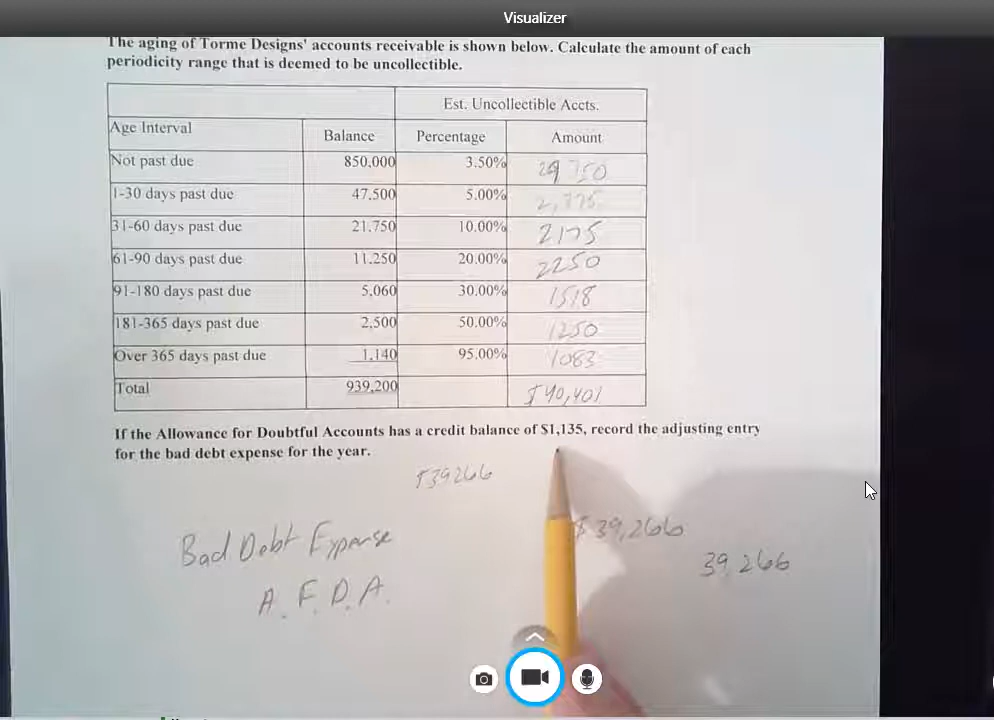 Visualizer
The aging of Torme Designs' accounts receivable is shown below. Calculate the amount of each
periodicity range that is deemed to be uncollectible.
Est. Uncollectible Accts.
Age Interval Balance Percentage Amount
Not past due 850,000 3.50% 29 750
1-30 days past due 47,500 5.00% 2,375
31-60 days past due 21,750 10.00% 2175
61-90 days past due 11,250 20.00% 2250
91-180 days past due 5,060 30.00% 1518
181-365 days past due 2,500 50.00% 1250
Over 365 days past due 1,140 95.00% 1083
Total 939,200 $40,401
If the Allowance for Doubtful Accounts has a credit balance of $1,135, record the adjusting entry
for the bad debt expense for the year.
$39266
Bad Debt Expense $39,266
A.F.D.A. 39,266